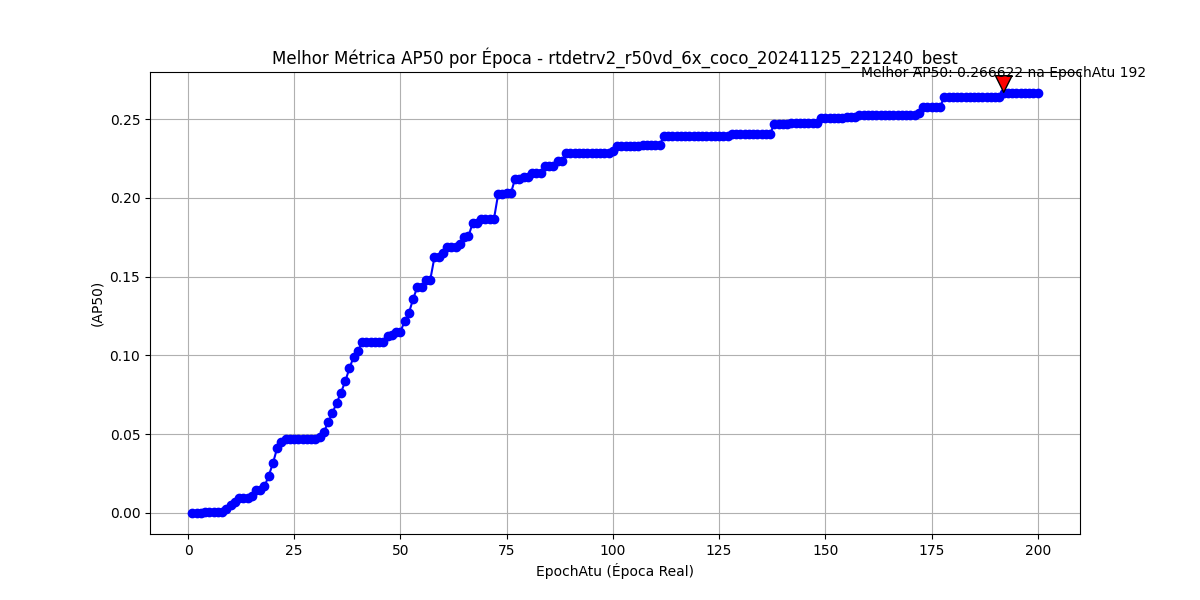 Melhor Métrica AP50 por Época - rtdetrv2_r50vd_6x_coco_20241125_221240_best
Melhor AP50: 0.266622 na EpochAtu 192
0.25
0.20
0.15
0.10
0.05
0.00
(AP50)
0 25 50 75 100 125 150 175 200
EpochAtu (Época Real)